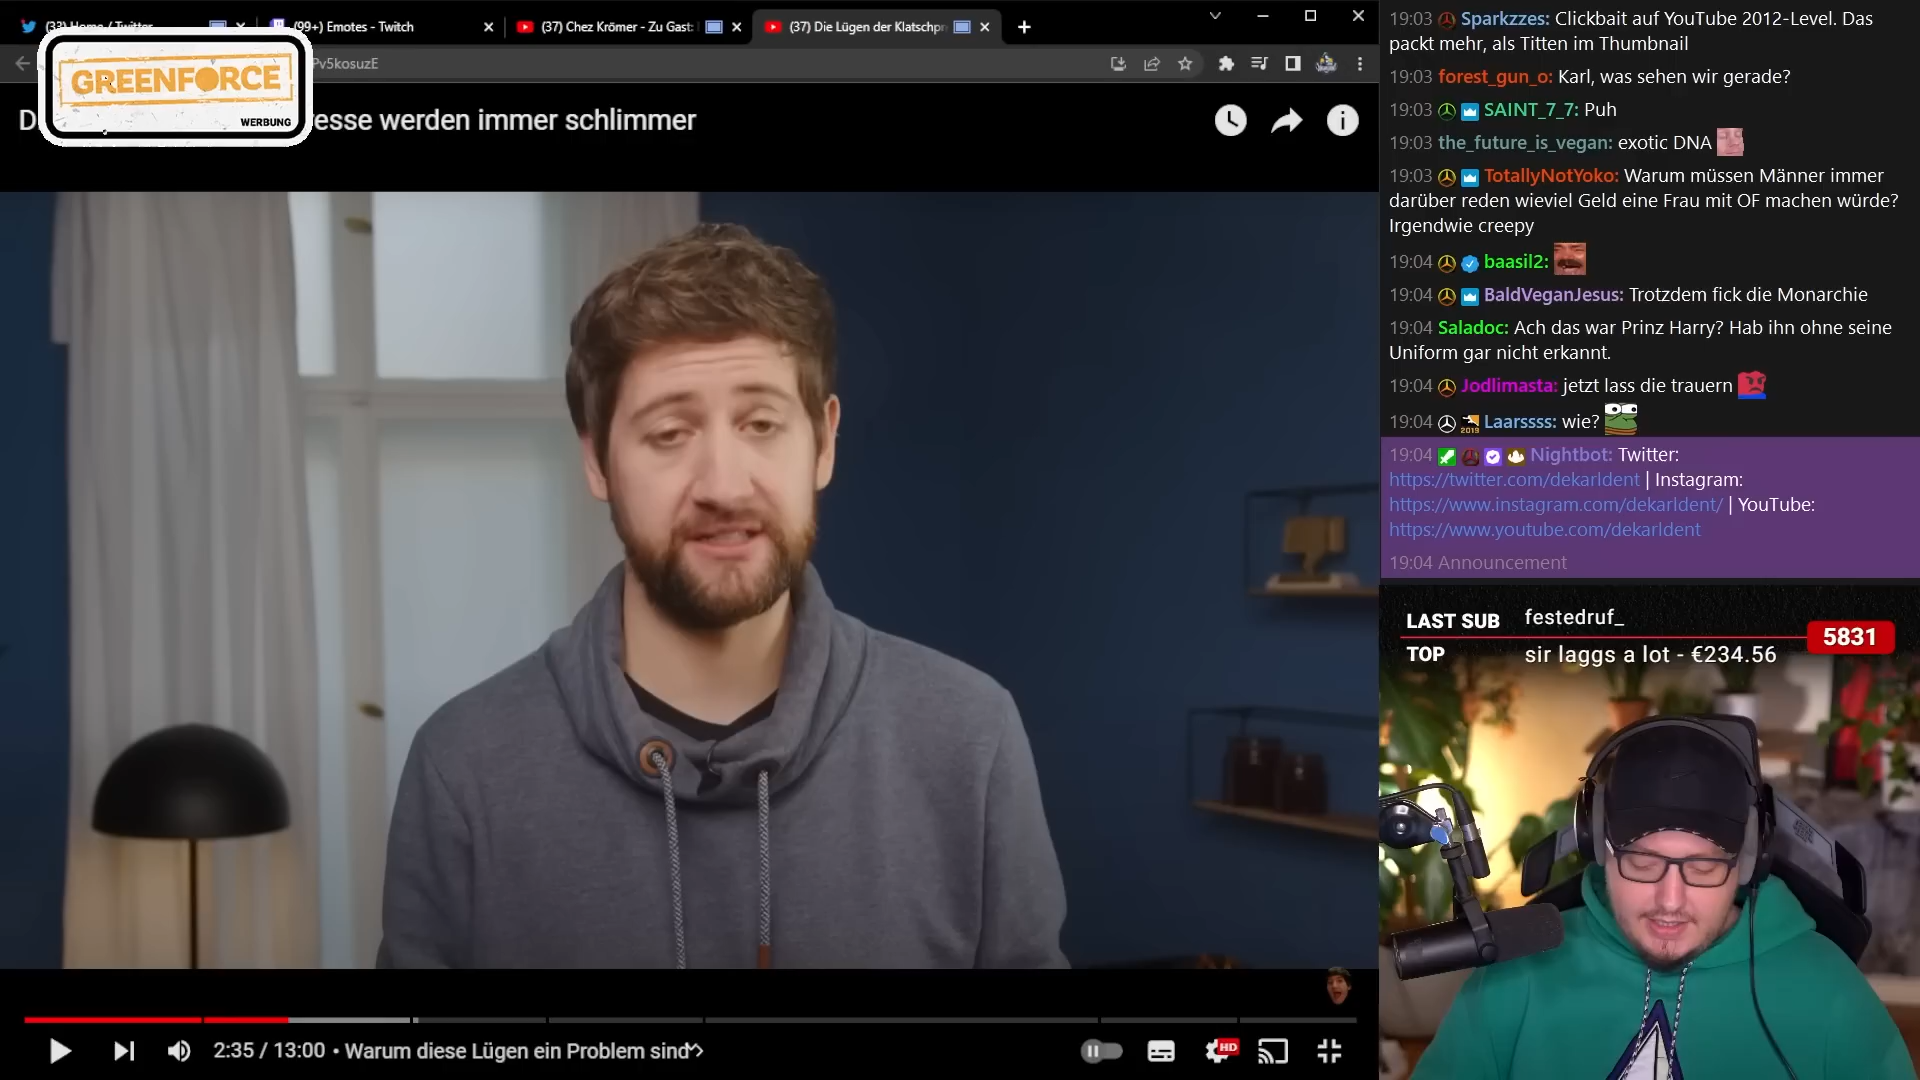 (33) Home / Twitter
(99+) Emotes - Twitch
(37) Chez Krömer - Zu Gast:
(37) Die Lügen der Klatschpr
Pv5kosuzE
GREENFORCE
WERBUNG
esse werden immer schlimmer
19:03 Sparkzzes: Clickbait auf YouTube 2012-Level. Das
packt mehr, als Titten im Thumbnail
19:03 forest_gun_o: Karl, was sehen wir gerade?
19:03 SAINT_7_7: Puh
19:03 the_future_is_vegan: exotic DNA
19:03 TotallyNotYoko: Warum müssen Männer immer
darüber reden wieviel Geld eine Frau mit OF machen würde?
Irgendwie creepy
19:04 baasil2:
19:04 BaldVeganJesus: Trotzdem fick die Monarchie
19:04 Saladoc: Ach das war Prinz Harry? Hab ihn ohne seine
Uniform gar nicht erkannt.
19:04 Jodlimasta: jetzt lass die trauern
19:04 2019 Laarssss: wie?
19:04 Nightbot: Twitter:
https://twitter.com/dekarldent | Instagram:
https://www.instagram.com/dekarldent/ | YouTube:
https://www.youtube.com/dekarldent
19:04 Announcement
LAST SUB festedruf_
5831
TOP sir laggs a lot - €234.56
2:35 / 13:00 • Warum diese Lügen ein Problem sind
HD